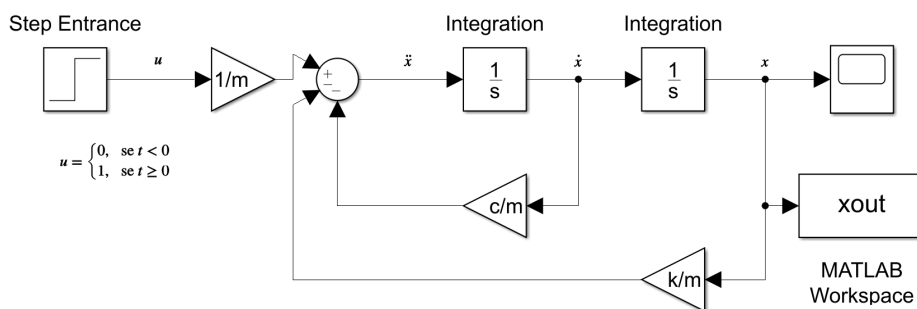 Step Entrance
Integration
Integration
u
1/m
+
−
−
ẍ
1
s
ẋ
1
s
x
u = {0, se t < 0
1, se t ≥ 0
c/m
xout
k/m
MATLAB
Workspace